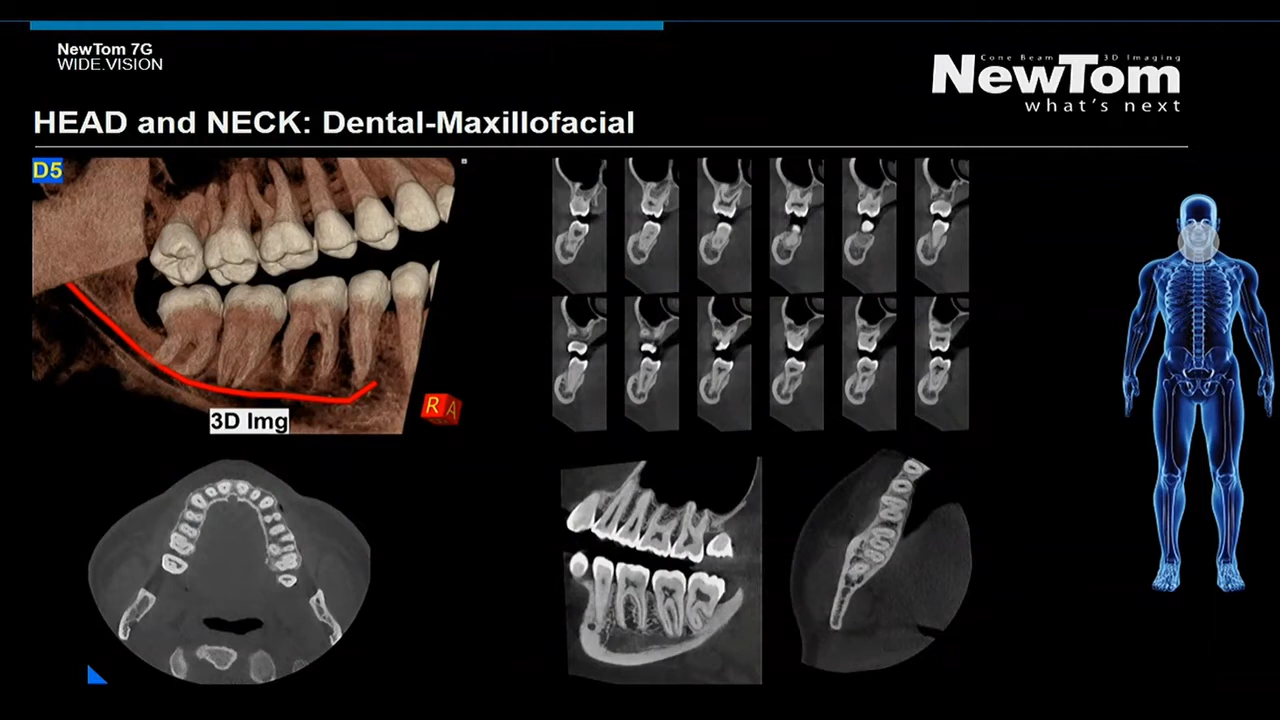 NewTom 7G
WIDE.VISION
Cone Beam 3D Imaging
NewTom
what's next
HEAD and NECK: Dental-Maxillofacial
D5
3D Img
R A